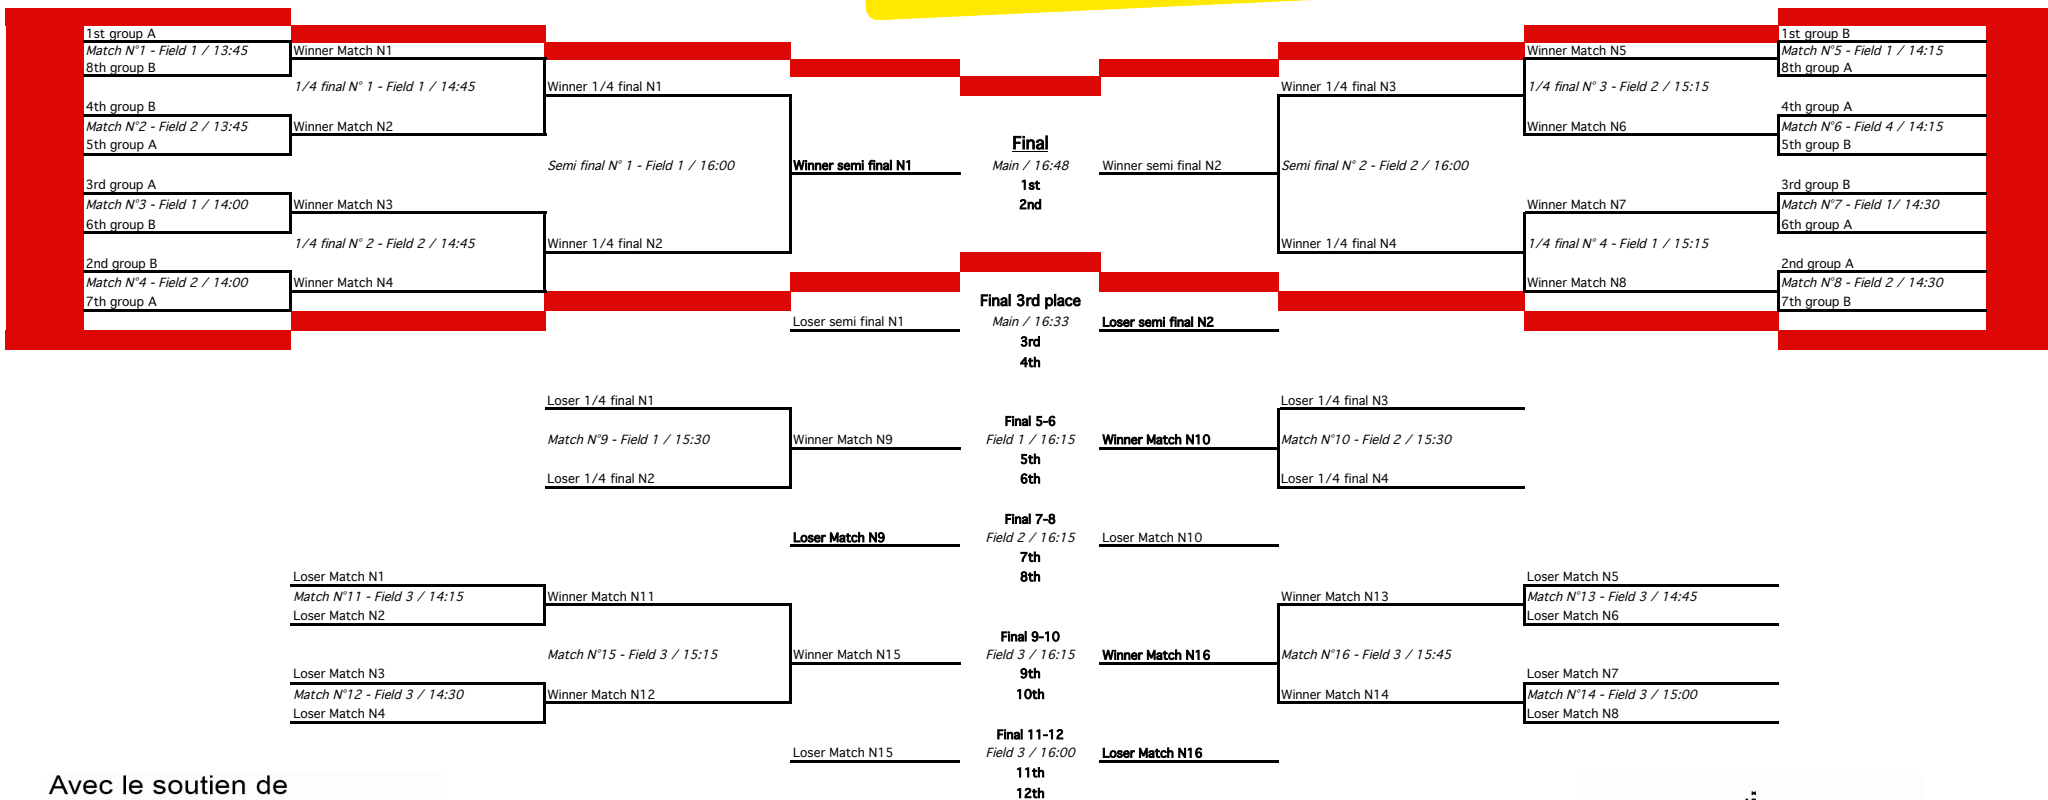 1st group A
Match N°1 - Field 1 / 13:45
8th group B
4th group B
Match N°2 - Field 2 / 13:45
5th group A
3rd group A
Match N°3 - Field 1 / 14:00
6th group B
2nd group B
Match N°4 - Field 2 / 14:00
7th group A
Winner Match N1
1/4 final N° 1 - Field 1 / 14:45
Winner Match N2
Winner Match N3
1/4 final N° 2 - Field 2 / 14:45
Winner Match N4
Winner 1/4 final N1
Semi final N° 1 - Field 1 / 16:00
Winner 1/4 final N2
Winner semi final N1
Final
Main / 16:48
1st
2nd
Winner semi final N2
Winner 1/4 final N3
Semi final N° 2 - Field 2 / 16:00
Winner 1/4 final N4
Winner Match N5
1/4 final N° 3 - Field 2 / 15:15
Winner Match N6
Winner Match N7
1/4 final N° 4 - Field 1 / 15:15
Winner Match N8
1st group B
Match N°5 - Field 1 / 14:15
8th group A
4th group A
Match N°6 - Field 4 / 14:15
5th group B
3rd group B
Match N°7 - Field 1/ 14:30
6th group A
2nd group A
Match N°8 - Field 2 / 14:30
7th group B
Loser semi final N1
Final 3rd place
Main / 16:33
3rd
4th
Loser semi final N2
Loser 1/4 final N1
Match N°9 - Field 1 / 15:30
Loser 1/4 final N2
Winner Match N9
Final 5-6
Field 1 / 16:15
5th
6th
Winner Match N10
Loser 1/4 final N3
Match N°10 - Field 2 / 15:30
Loser 1/4 final N4
Loser Match N9
Final 7-8
Field 2 / 16:15
7th
8th
Loser Match N10
Loser Match N1
Match N°11 - Field 3 / 14:15
Loser Match N2
Loser Match N3
Match N°12 - Field 3 / 14:30
Loser Match N4
Winner Match N11
Match N°15 - Field 3 / 15:15
Winner Match N12
Winner Match N15
Final 9-10
Field 3 / 16:15
9th
10th
Winner Match N16
Winner Match N13
Match N°16 - Field 3 / 15:45
Winner Match N14
Loser Match N5
Match N°13 - Field 3 / 14:45
Loser Match N6
Loser Match N7
Match N°14 - Field 3 / 15:00
Loser Match N8
Loser Match N15
Final 11-12
Field 3 / 16:00
11th
12th
Loser Match N16
Avec le soutien de